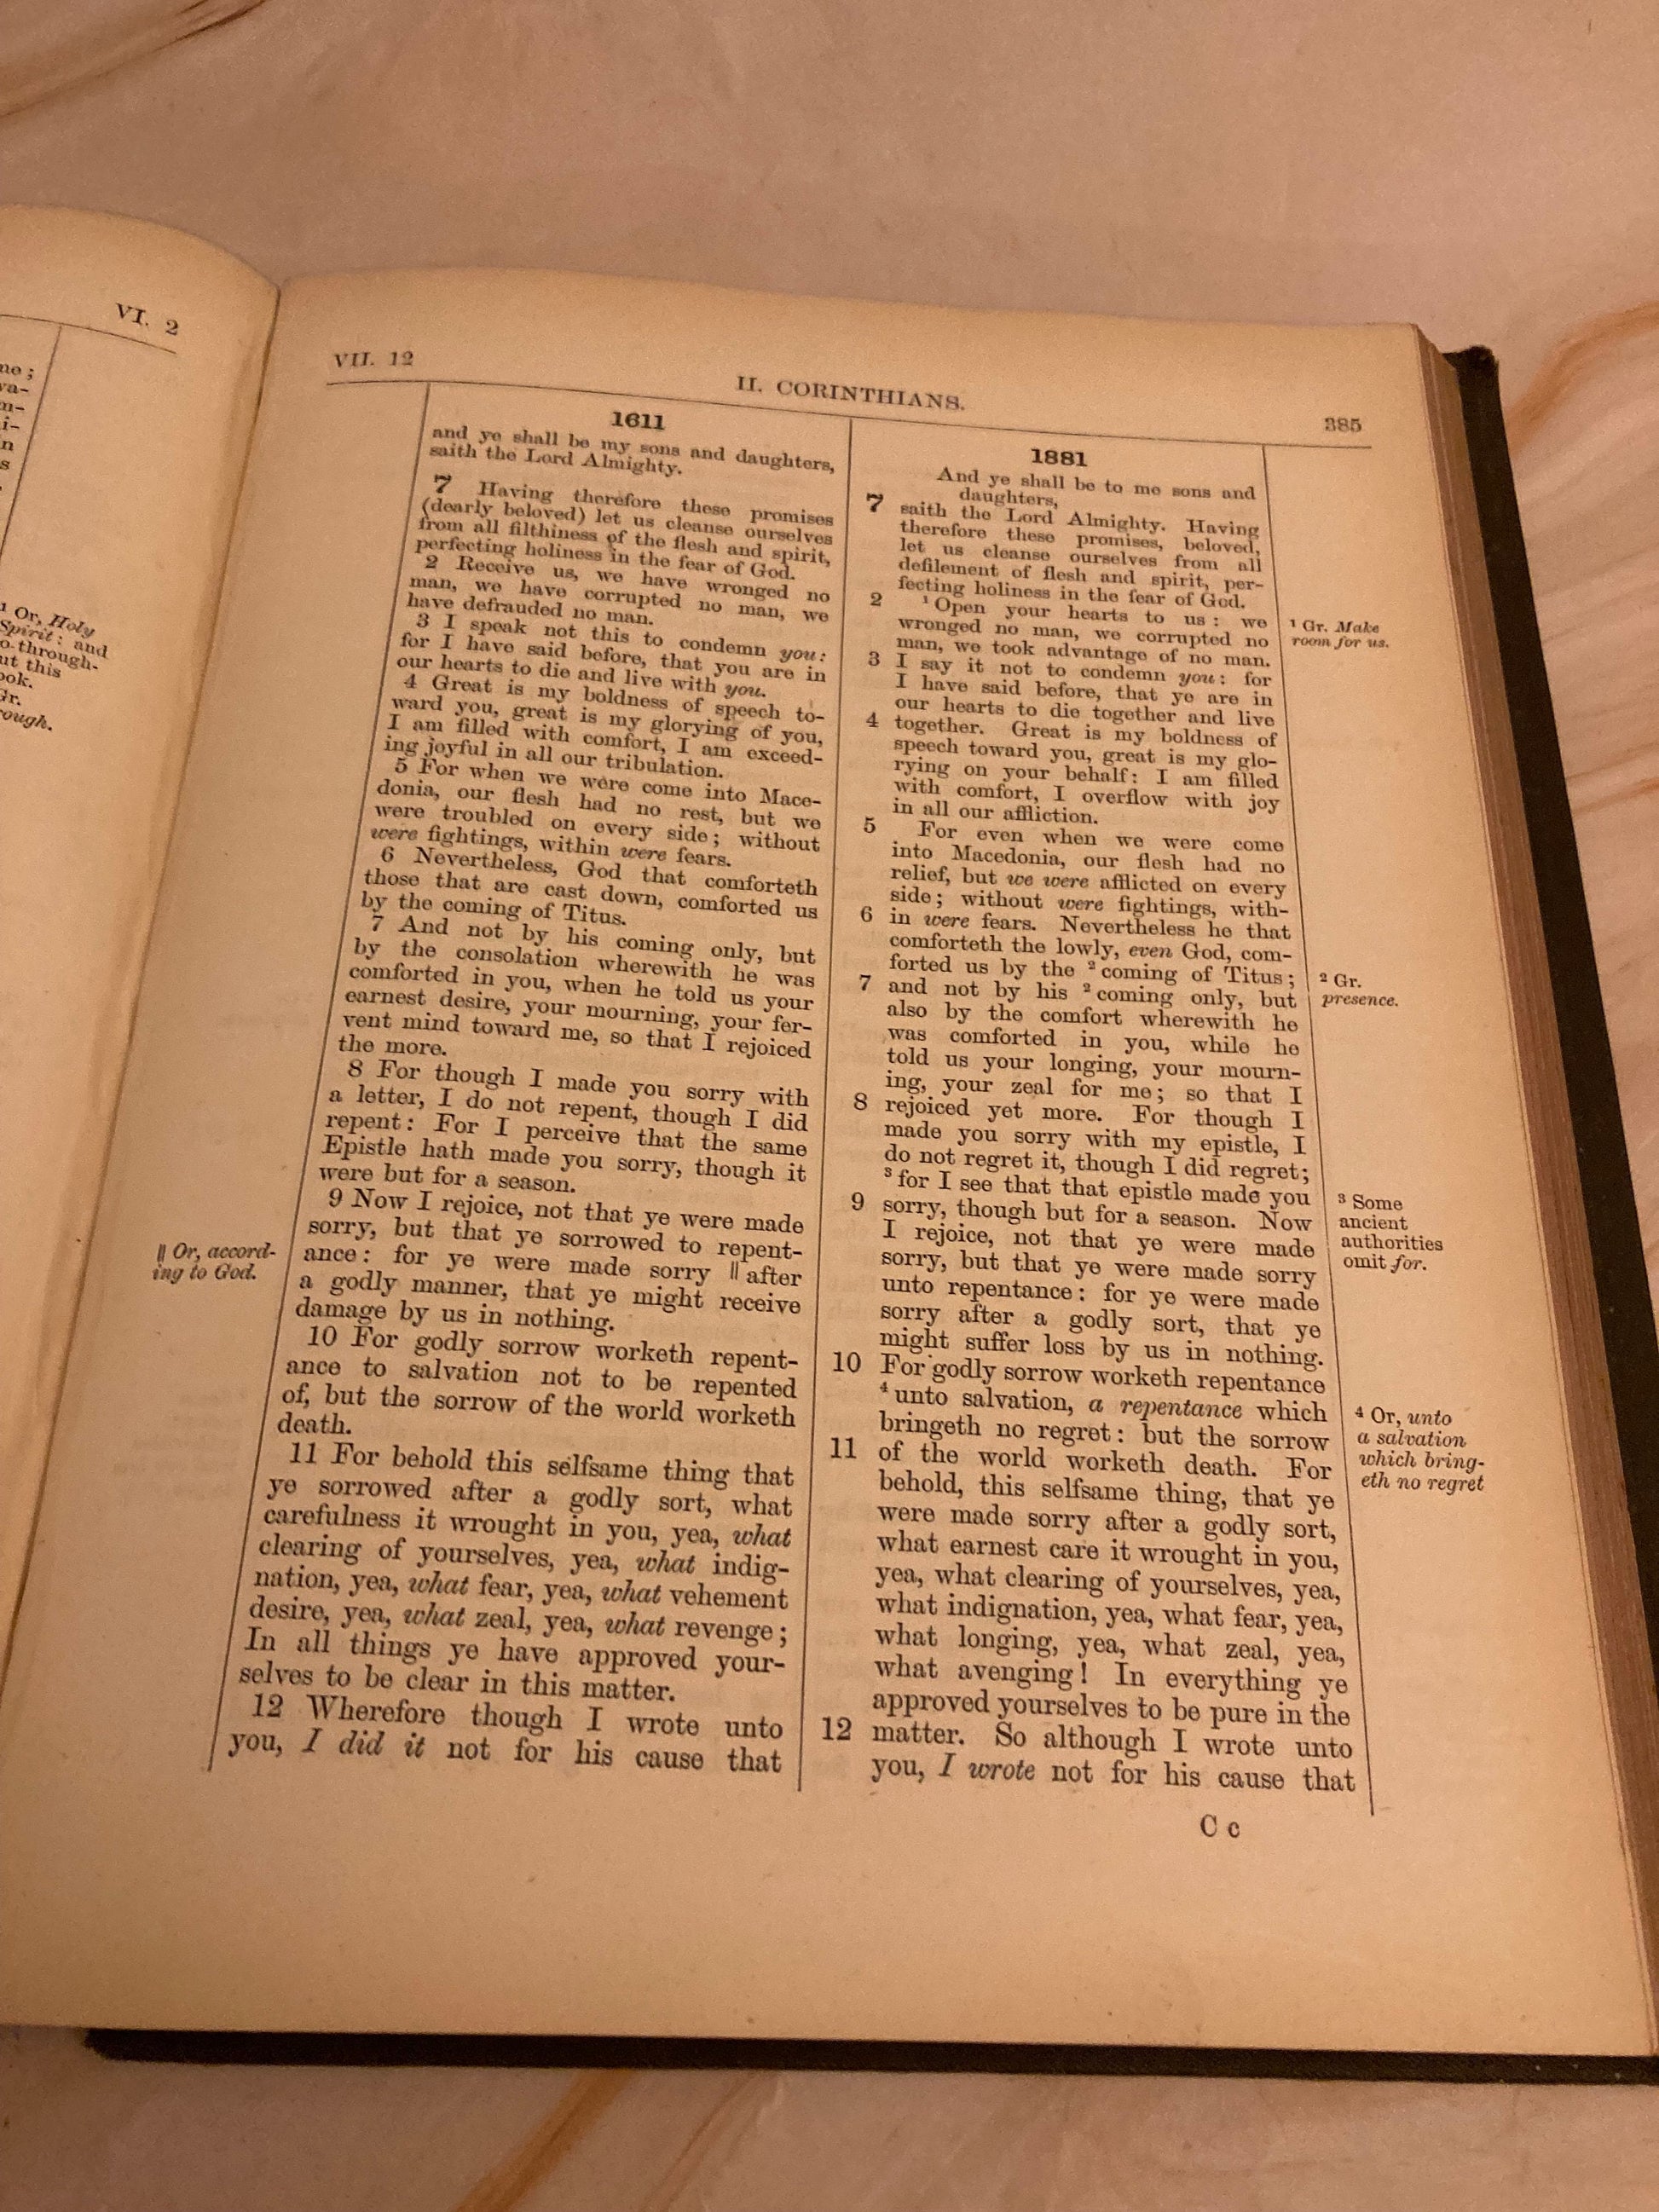 VI. 2
me;
va-
m-
i-
n
s
1 Or, Holy
Spirit: and
so through-
out this
ook.
Gr.
rough.
VII. 12
II. CORINTHIANS.
385
1611
and ye shall be my sons and daughters,
saith the Lord Almighty.
7 Having therefore these promises
(dearly beloved) let us cleanse ourselves
from all filthiness of the flesh and spirit,
perfecting holiness in the fear of God.
2 Receive us, we have wronged no
man, we have corrupted no man, we
have defrauded no man.
3 I speak not this to condemn you:
for I have said before, that you are in
our hearts to die and live with you.
4 Great is my boldness of speech to-
ward you, great is my glorying of you,
I am filled with comfort, I am exceed-
ing joyful in all our tribulation.
5 For when we were come into Mace-
donia, our flesh had no rest, but we
were troubled on every side; without
were fightings, within were fears.
6 Nevertheless, God that comforteth
those that are cast down, comforted us
by the coming of Titus.
7 And not by his coming only, but
by the consolation wherewith he was
comforted in you, when he told us your
earnest desire, your mourning, your fer-
vent mind toward me, so that I rejoiced
the more.
8 For though I made you sorry with
a letter, I do not repent, though I did
repent: For I perceive that the same
Epistle hath made you sorry, though it
were but for a season.
9 Now I rejoice, not that ye were made
sorry, but that ye sorrowed to repent-
ance: for ye were made sorry || after
a godly manner, that ye might receive
damage by us in nothing.
10 For godly sorrow worketh repent-
ance to salvation not to be repented
of, but the sorrow of the world worketh
death.
11 For behold this selfsame thing that
ye sorrowed after a godly sort, what
carefulness it wrought in you, yea, what
clearing of yourselves, yea, what indig-
nation, yea, what fear, yea, what vehement
desire, yea, what zeal, yea, what revenge;
In all things ye have approved your-
selves to be clear in this matter.
12 Wherefore though I wrote unto
you, I did it not for his cause that
|| Or, accord-
ing to God.
1881
And ye shall be to me sons and
daughters,
7 saith the Lord Almighty. Having
therefore these promises, beloved,
let us cleanse ourselves from all
defilement of flesh and spirit, per-
fecting holiness in the fear of God.
2 1 Open your hearts to us: we
wronged no man, we corrupted no
man, we took advantage of no man.
3 I say it not to condemn you: for
I have said before, that ye are in
our hearts to die together and live
4 together. Great is my boldness of
speech toward you, great is my glo-
rying on your behalf: I am filled
with comfort, I overflow with joy
in all our affliction.
5 For even when we were come
into Macedonia, our flesh had no
relief, but we were afflicted on every
side; without were fightings, with-
6 in were fears. Nevertheless he that
comforteth the lowly, even God, com-
forted us by the 2 coming of Titus;
7 and not by his 2 coming only, but
also by the comfort wherewith he
was comforted in you, while he
told us your longing, your mourn-
ing, your zeal for me; so that I
8 rejoiced yet more. For though I
made you sorry with my epistle, I
do not regret it, though I did regret;
3 for I see that that epistle made you
9 sorry, though but for a season. Now
I rejoice, not that ye were made
sorry, but that ye were made sorry
unto repentance: for ye were made
sorry after a godly sort, that ye
might suffer loss by us in nothing.
10 For godly sorrow worketh repentance
4 unto salvation, a repentance which
bringeth no regret: but the sorrow
11 of the world worketh death. For
behold, this selfsame thing, that ye
were made sorry after a godly sort,
what earnest care it wrought in you,
yea, what clearing of yourselves, yea,
what indignation, yea, what fear, yea,
what longing, yea, what zeal, yea,
what avenging! In everything ye
approved yourselves to be pure in the
12 matter. So although I wrote unto
you, I wrote not for his cause that
1 Gr. Make
room for us.
2 Gr.
presence.
3 Some
ancient
authorities
omit for.
4 Or, unto
a salvation
which bring-
eth no regret
C c